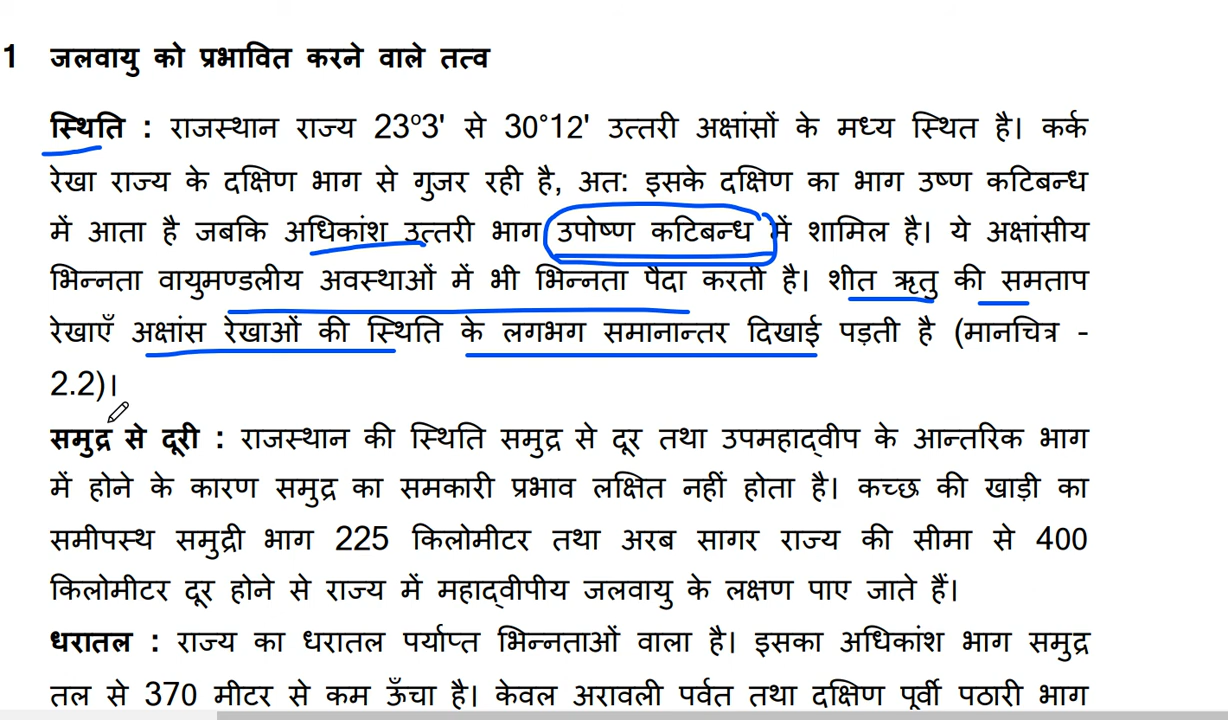 1 जलवायु को प्रभावित करने वाले तत्व
स्थिति : राजस्थान राज्य 23º3' से 30°12' उत्तरी अक्षांसों के मध्य स्थित है। कर्क
रेखा राज्य के दक्षिण भाग से गुजर रही है, अत: इसके दक्षिण का भाग उष्ण कटिबन्ध
में आता है जबकि अधिकांश उत्तरी भाग उपोष्ण कटिबन्ध में शामिल है। ये अक्षांसीय
भिन्नता वायुमण्डलीय अवस्थाओं में भी भिन्नता पैदा करती है। शीत ऋतु की समताप
रेखाएँ अक्षांस रेखाओं की स्थिति के लगभग समानान्तर दिखाई पड़ती है (मानचित्र -
2.2)।
समुद्र से दूरी : राजस्थान की स्थिति समुद्र से दूर तथा उपमहाद्वीप के आन्तरिक भाग
में होने के कारण समुद्र का समकारी प्रभाव लक्षित नहीं होता है। कच्छ की खाड़ी का
समीपस्थ समुद्री भाग 225 किलोमीटर तथा अरब सागर राज्य की सीमा से 400
किलोमीटर दूर होने से राज्य में महाद्वीपीय जलवायु के लक्षण पाए जाते हैं।
धरातल : राज्य का धरातल पर्याप्त भिन्नताओं वाला है। इसका अधिकांश भाग समुद्र
तल से 370 मीटर से कम ऊँचा है। केवल अरावली पर्वत तथा दक्षिण पूर्वी पठारी भाग